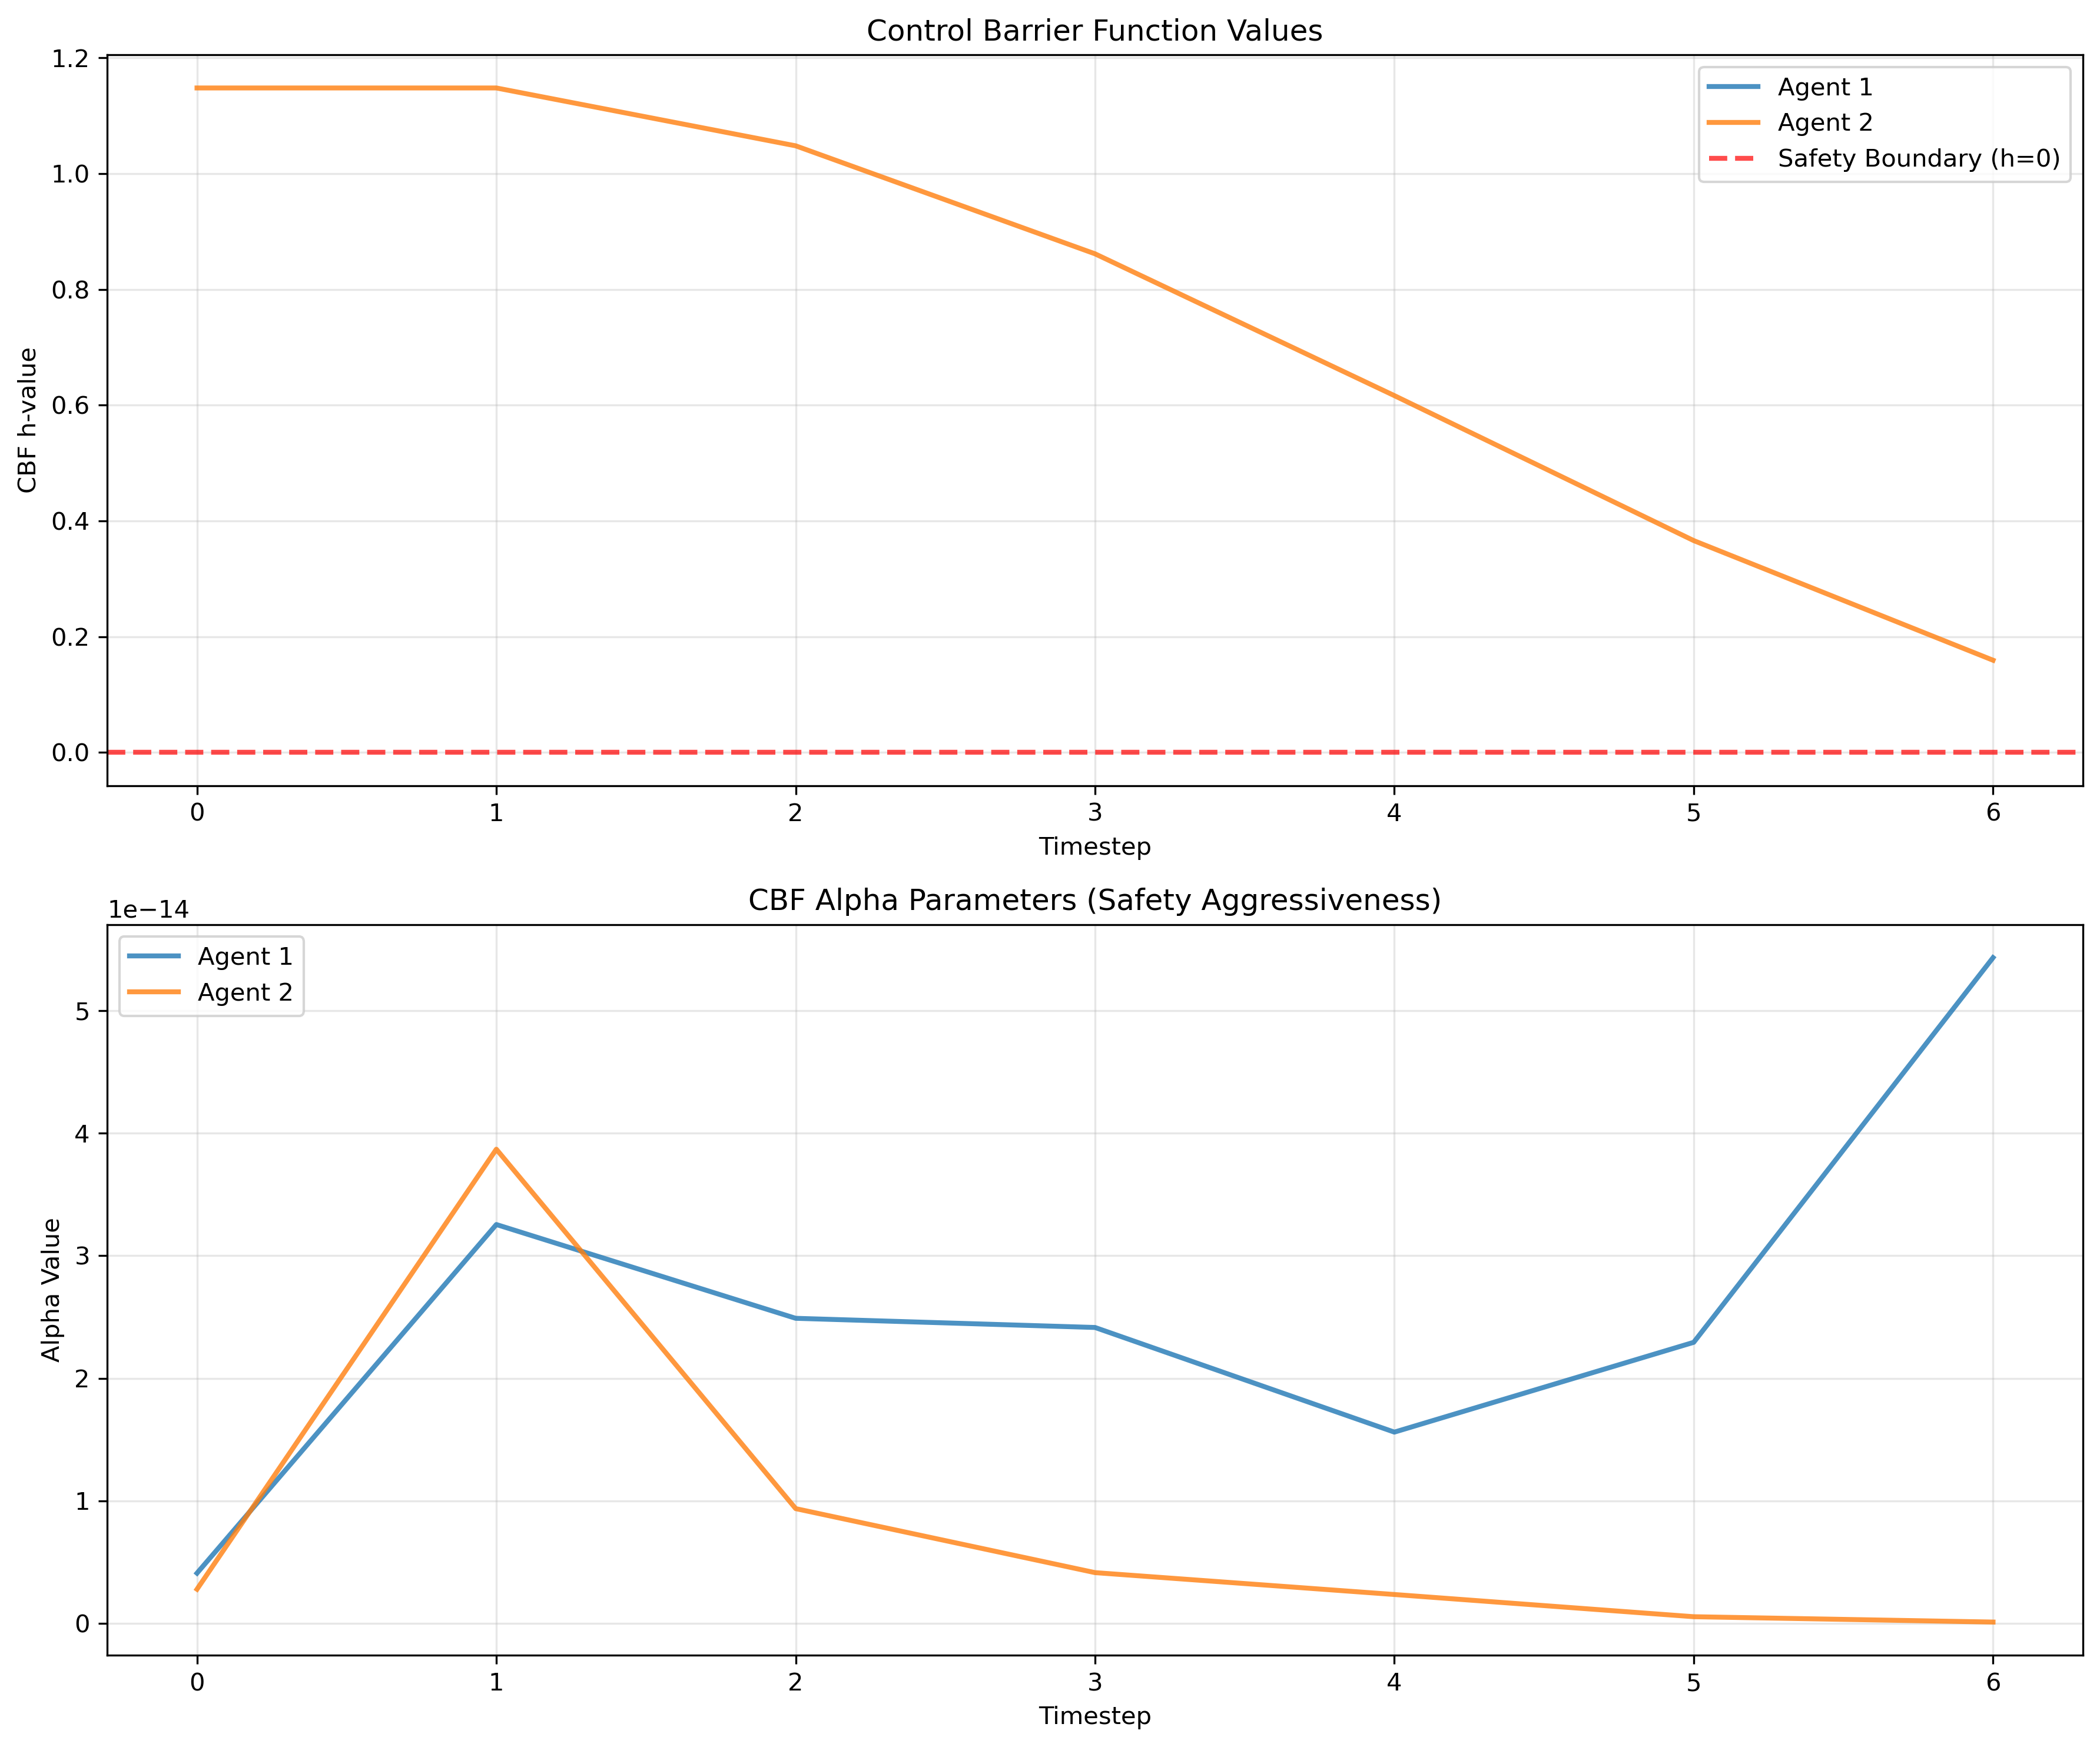 Control Barrier Function Values
1.2
1.0
0.8
0.6
0.4
0.2
0.0
CBF h-value
Agent 1
Agent 2
Safety Boundary (h=0)
0 1 2 3 4 5 6
Timestep
CBF Alpha Parameters (Safety Aggressiveness)
1e−14
5
4
3
2
1
0
Alpha Value
Agent 1
Agent 2
0 1 2 3 4 5 6
Timestep